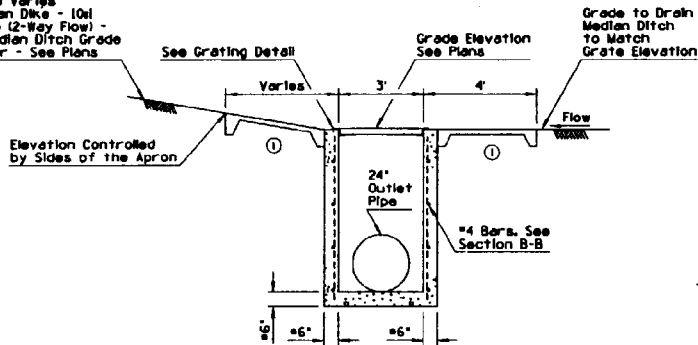 Varies
Dike - 10:1
(2-Way Flow) -
Ditch Grade
- See Plans
See Grating Detail
Grade Elevation
See Plans
Grade to Drain
Median Ditch
to Match
Grate Elevation
Varies
3'
4'
Flow
Elevation Controlled
by Sides of the Apron
1
1
24"
Outlet
Pipe
*4 Bars. See
Section B-B
*6"
*6"
*6"